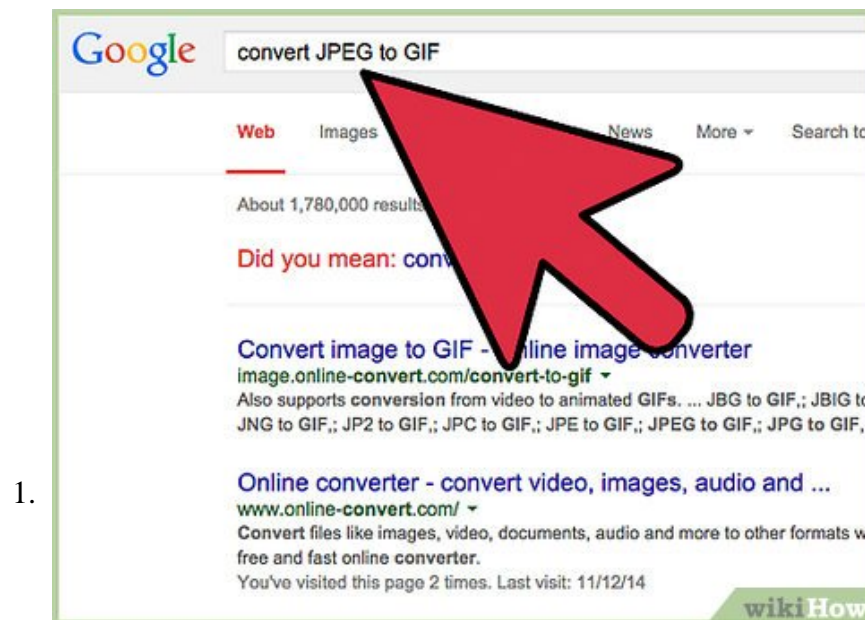 Google convert JPEG to GIF
Web Images News More Search to
About 1,780,000 results
Did you mean:
Convert image to GIF - online image converter
image.online-convert.com/convert-to-gif
Also supports conversion from video to animated GIFs. ... JBG to GIF,; JBIG to
JNG to GIF,; JP2 to GIF,; JPC to GIF,; JPE to GIF,; JPEG to GIF,; JPG to GIF,
1.
Online converter - convert video, images, audio and ...
www.online-convert.com/
Convert files like images, video, documents, audio and more to other formats w
free and fast online converter.
You've visited this page 2 times. Last visit: 11/12/14
wikiHow